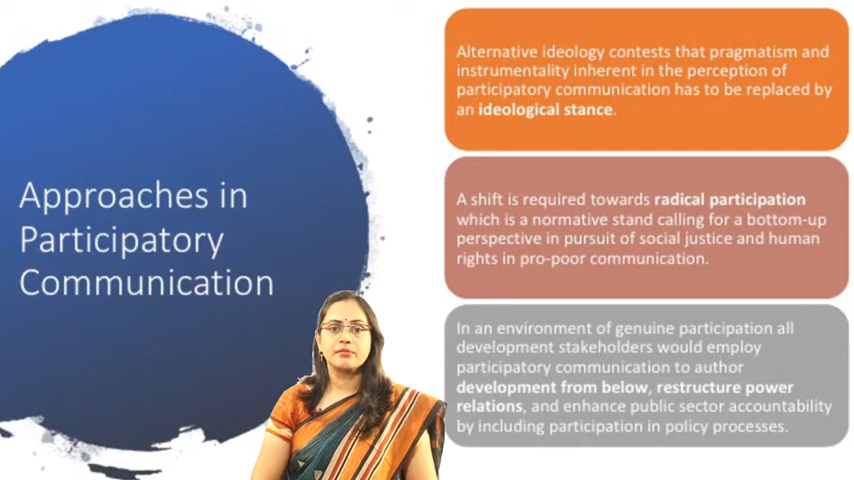 Approaches in
Participatory
Communication
Alternative ideology contests that pragmatism and
instrumentality inherent in the perception of
participatory communication has to be replaced by
an ideological stance.
A shift is required towards radical participation
which is a normative stand calling for a bottom-up
perspective in pursuit of social justice and human
rights in pro-poor communication.
In an environment of genuine participation all
development stakeholders would employ
participatory communication to author
development from below, restructure power
relations, and enhance public sector accountability
by including participation in policy processes.